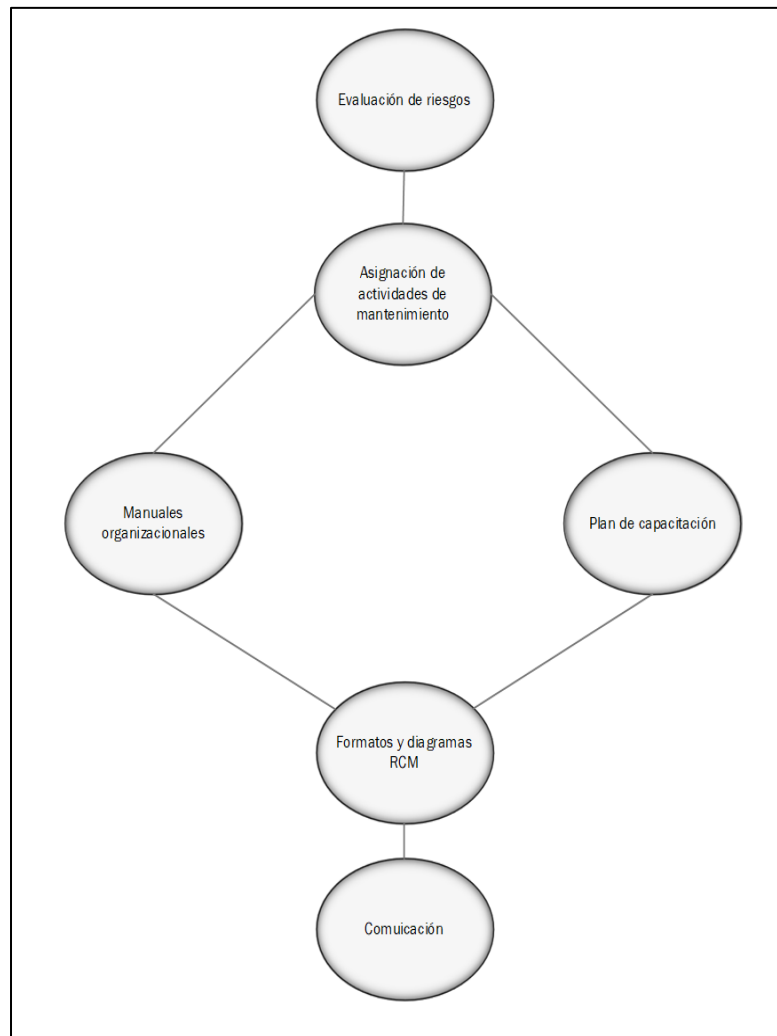 Evaluación de riesgos
Asignación de
actividades de
mantenimiento
Manuales
organizacionales
Plan de capacitación
Formatos y diagramas
RCM
Comuicación